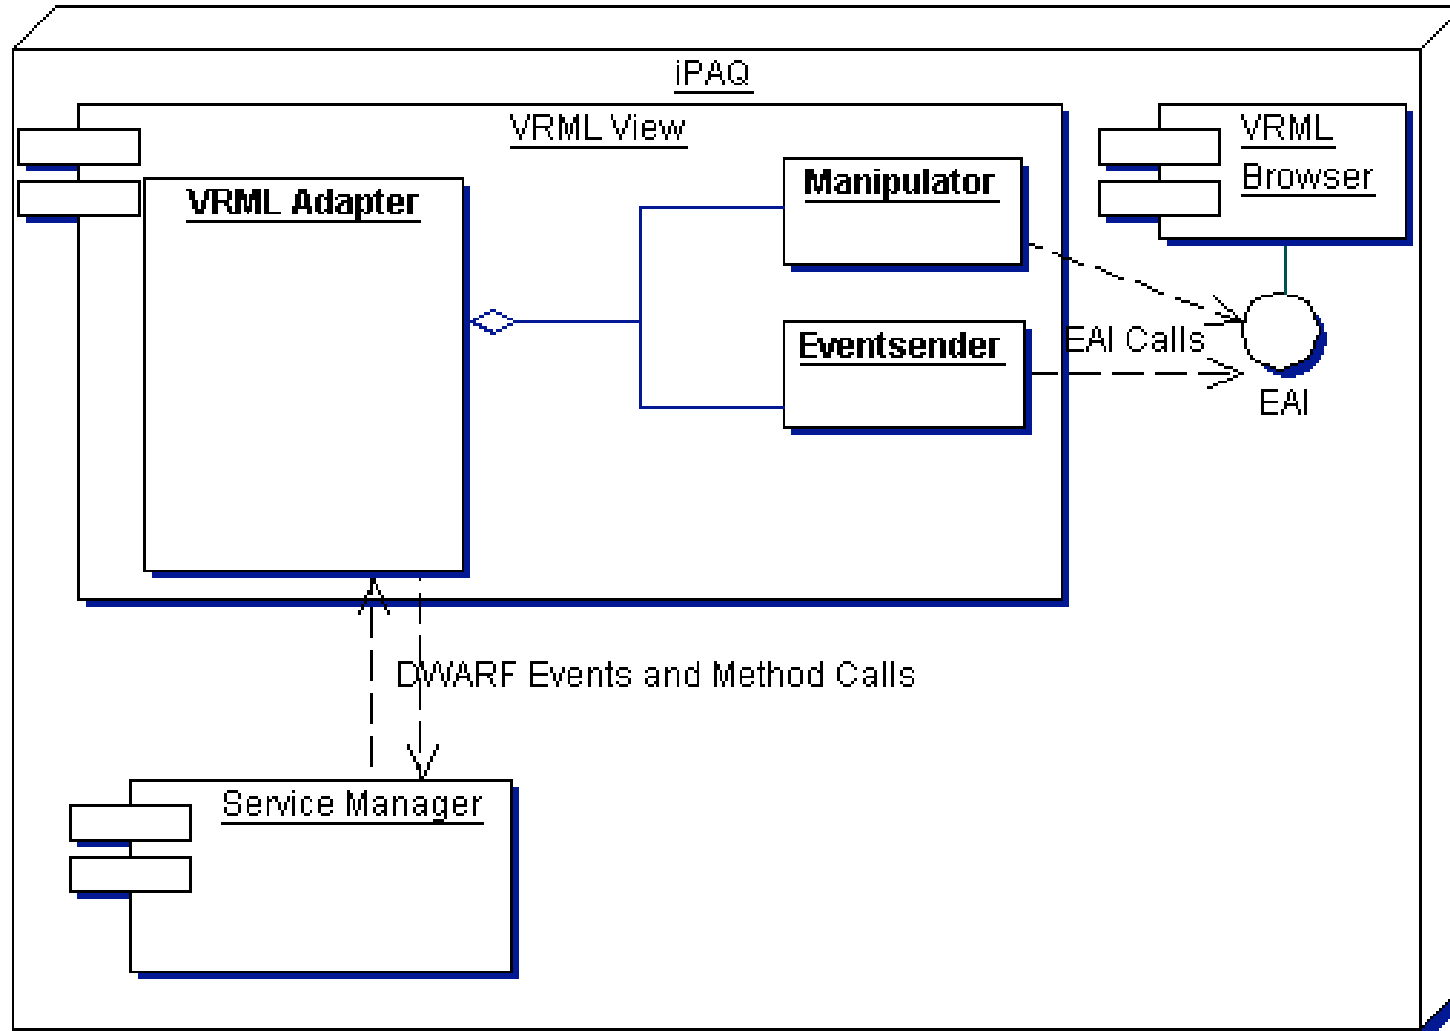 iPAQ
VRML View
VRML
Browser
VRML Adapter
Manipulator
Eventsender
EAI Calls
EAI
DWARF Events and Method Calls
Service Manager